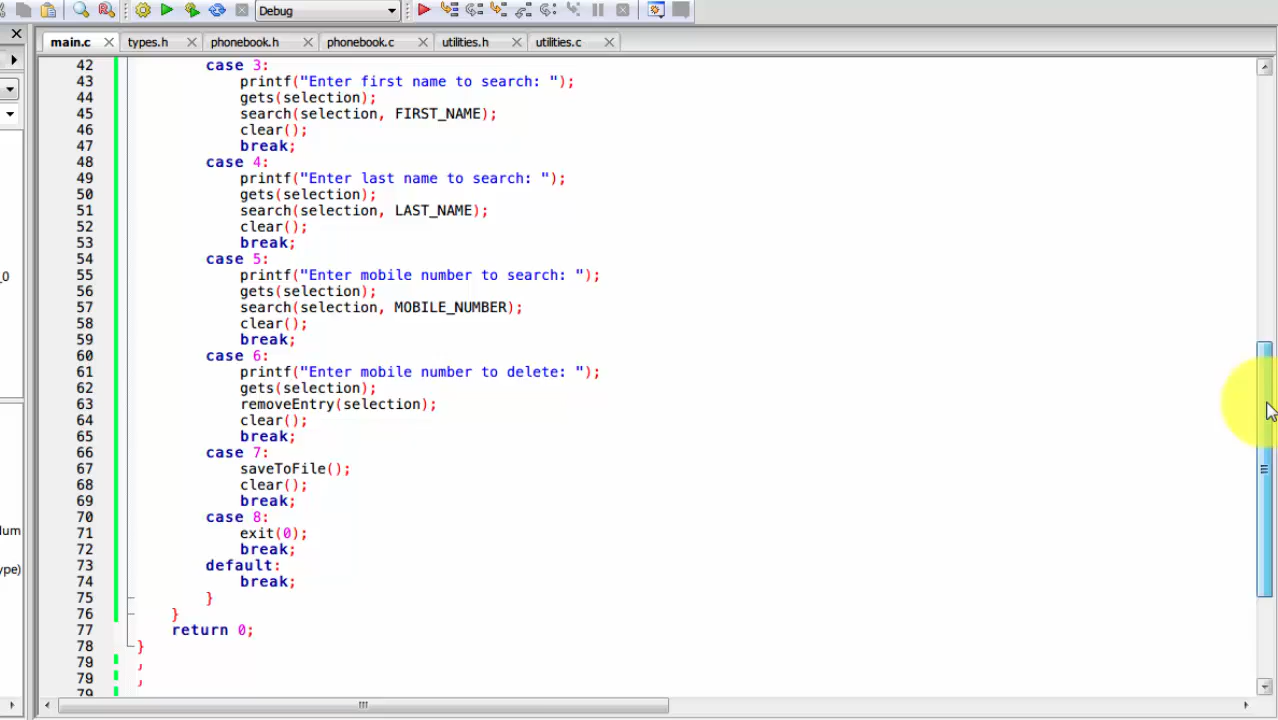 Debug
main.c types.h phonebook.h phonebook.c utilities.h utilities.c
42 case 3:
43 printf("Enter first name to search: ");
44 gets(selection);
45 search(selection, FIRST_NAME);
46 clear();
47 break;
48 case 4:
49 printf("Enter last name to search: ");
50 gets(selection);
51 search(selection, LAST_NAME);
52 clear();
53 break;
54 case 5:
55 printf("Enter mobile number to search: ");
56 gets(selection);
57 search(selection, MOBILE_NUMBER);
58 clear();
59 break;
60 case 6:
61 printf("Enter mobile number to delete: ");
62 gets(selection);
63 removeEntry(selection);
64 clear();
65 break;
66 case 7:
67 saveToFile();
68 clear();
69 break;
70 case 8:
71 exit(0);
72 break;
73 default:
74 break;
75 }
76 }
77 return 0;
78 }
79 ,
79 ,
79
_0
lum
ype)